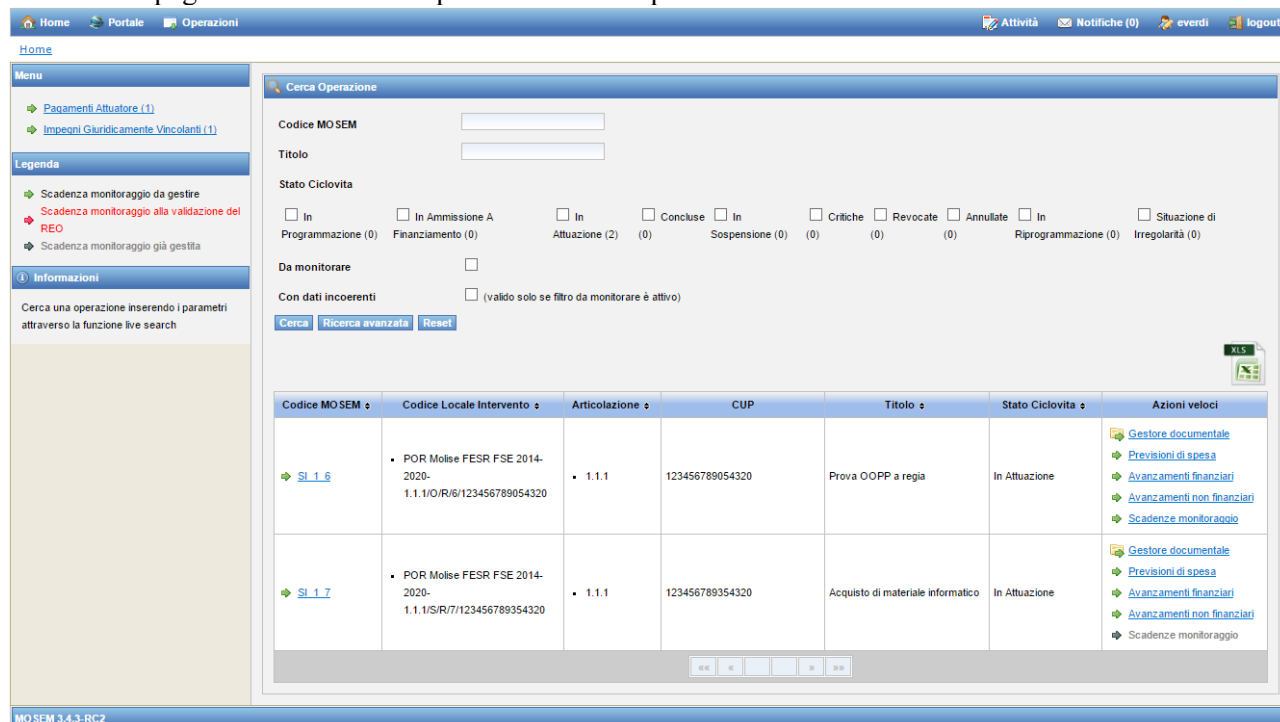 Home Portale Operazioni Attività Notifiche (0) everdi logout
Home
Menu
Pagamenti Attuatore (1)
Impegni Giuridicamente Vincolanti (1)
Legenda
Scadenza monitoraggio da gestire
Scadenza monitoraggio alla validazione del
REO
Scadenza monitoraggio già gestita
Informazioni
Cerca una operazione inserendo i parametri
attraverso la funzione live search
Cerca Operazione
Codice MOSEM
Titolo
Stato Ciclovita
In In Ammissione A In Concluse In Critiche Revocate Annullate In Situazione di
Programmazione (0) Finanziamento (0) Attuazione (2) (0) Sospensione (0) (0) (0) (0) Riprogrammazione (0) Irregolarità (0)
Da monitorare
Con dati incoerenti (valido solo se filtro da monitorare è attivo)
Cerca Ricerca avanzata Reset
XLS
Codice MOSEM Codice Locale Intervento Articolazione CUP Titolo Stato Ciclovita Azioni veloci
SI_1_6
POR Molise FESR FSE 2014-
2020-
1.1.1/O/R/6/123456789054320
1.1.1
123456789054320
Prova OOPP a regia
In Attuazione
Gestore documentale
Previsioni di spesa
Avanzamenti finanziari
Avanzamenti non finanziari
Scadenze monitoraggio
SI_1_7
POR Molise FESR FSE 2014-
2020-
1.1.1/S/R/7/123456789354320
1.1.1
123456789354320
Acquisto di materiale informatico
In Attuazione
Gestore documentale
Previsioni di spesa
Avanzamenti finanziari
Avanzamenti non finanziari
Scadenze monitoraggio
«« « » »»
MOSEM 3.4.3-RC2